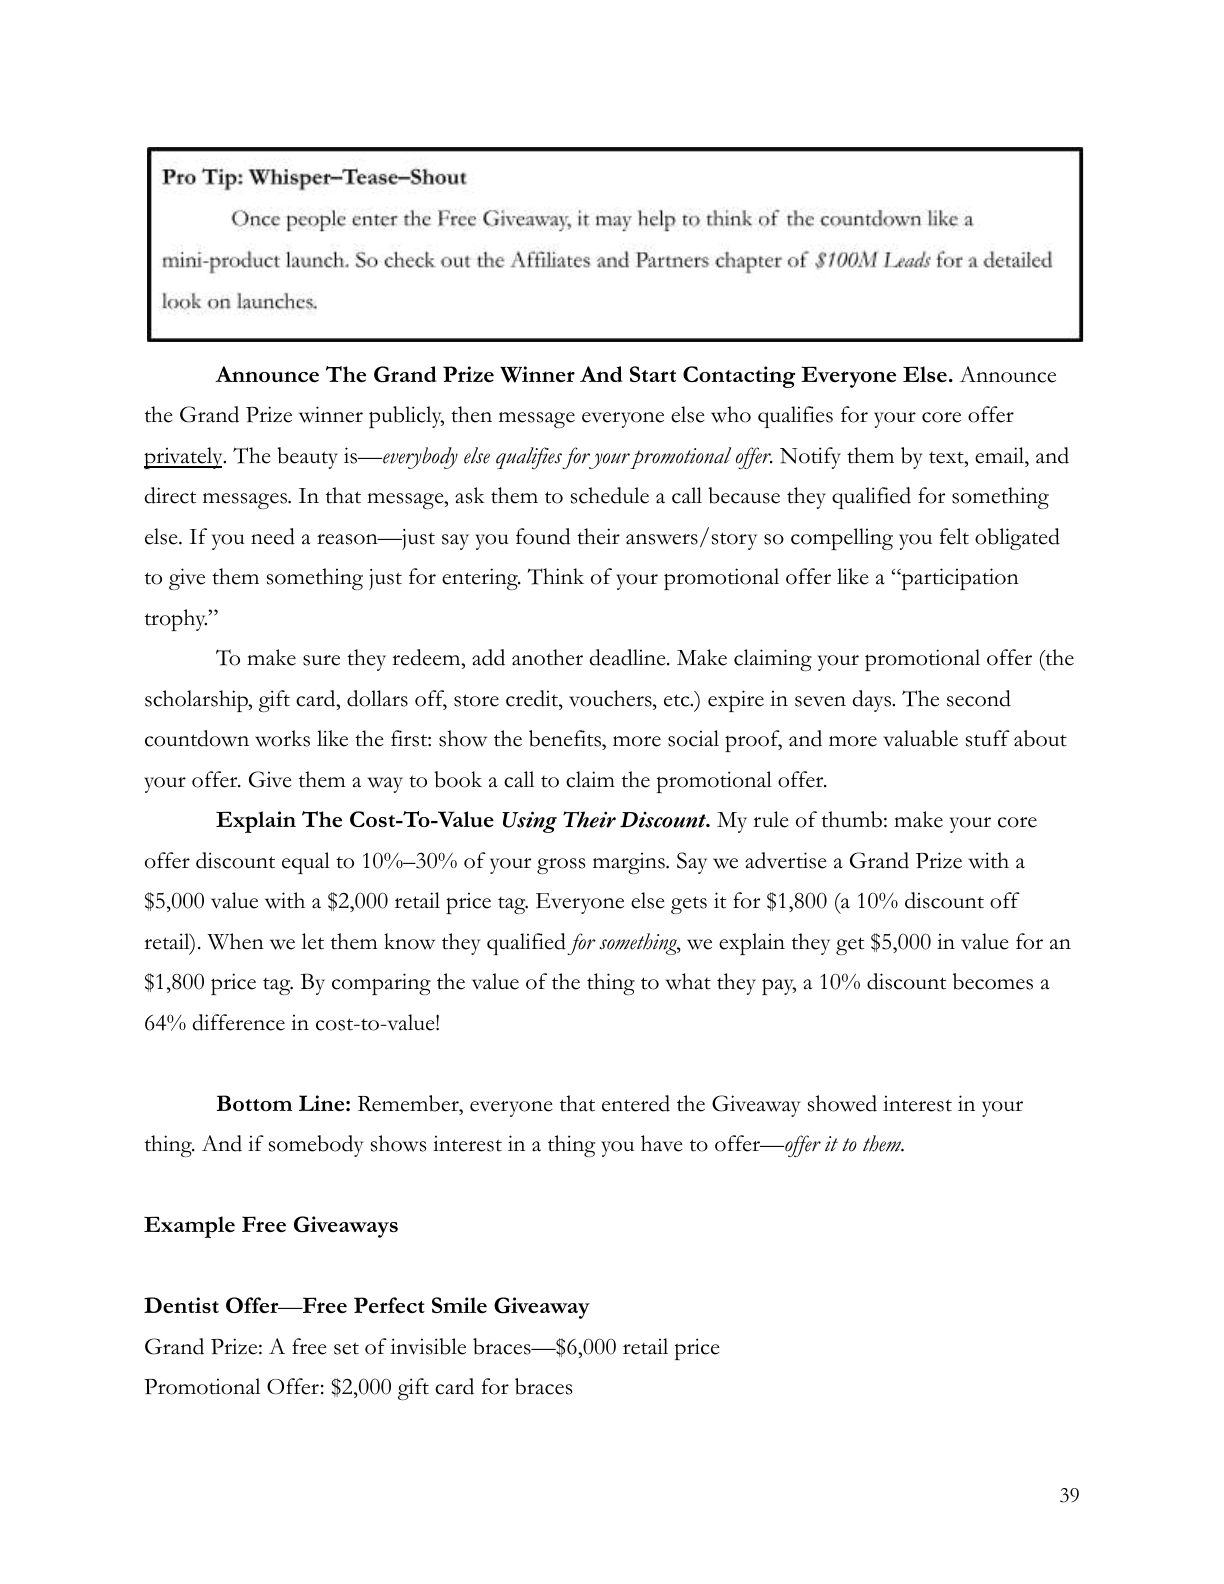 Pro Tip: Whisper–Tease–Shout
Once people enter the Free Giveaway, it may help to think of the countdown like a
mini-product launch. So check out the Affiliates and Partners chapter of $100M Leads for a detailed
look on launches.
Announce The Grand Prize Winner And Start Contacting Everyone Else. Announce
the Grand Prize winner publicly, then message everyone else who qualifies for your core offer
privately. The beauty is—everybody else qualifies for your promotional offer. Notify them by text, email, and
direct messages. In that message, ask them to schedule a call because they qualified for something
else. If you need a reason—just say you found their answers/story so compelling you felt obligated
to give them something just for entering. Think of your promotional offer like a “participation
trophy.”
To make sure they redeem, add another deadline. Make claiming your promotional offer (the
scholarship, gift card, dollars off, store credit, vouchers, etc.) expire in seven days. The second
countdown works like the first: show the benefits, more social proof, and more valuable stuff about
your offer. Give them a way to book a call to claim the promotional offer.
Explain The Cost-To-Value Using Their Discount. My rule of thumb: make your core
offer discount equal to 10%–30% of your gross margins. Say we advertise a Grand Prize with a
$5,000 value with a $2,000 retail price tag. Everyone else gets it for $1,800 (a 10% discount off
retail). When we let them know they qualified for something, we explain they get $5,000 in value for an
$1,800 price tag. By comparing the value of the thing to what they pay, a 10% discount becomes a
64% difference in cost-to-value!
Bottom Line: Remember, everyone that entered the Giveaway showed interest in your
thing. And if somebody shows interest in a thing you have to offer—offer it to them.
Example Free Giveaways
Dentist Offer—Free Perfect Smile Giveaway
Grand Prize: A free set of invisible braces—$6,000 retail price
Promotional Offer: $2,000 gift card for braces
39